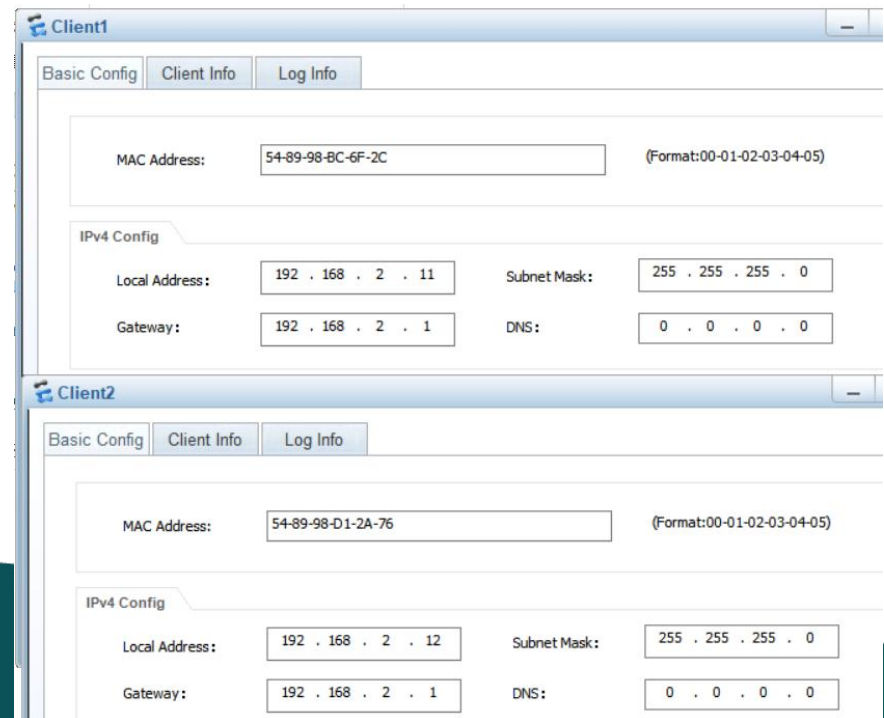 Client1
Basic Config Client Info Log Info
MAC Address: 54-89-98-BC-6F-2C (Format:00-01-02-03-04-05)
IPv4 Config
Local Address: 192 . 168 . 2 . 11 Subnet Mask: 255 . 255 . 255 . 0
Gateway: 192 . 168 . 2 . 1 DNS: 0 . 0 . 0 . 0
Client2
Basic Config Client Info Log Info
MAC Address: 54-89-98-D1-2A-76 (Format:00-01-02-03-04-05)
IPv4 Config
Local Address: 192 . 168 . 2 . 12 Subnet Mask: 255 . 255 . 255 . 0
Gateway: 192 . 168 . 2 . 1 DNS: 0 . 0 . 0 . 0